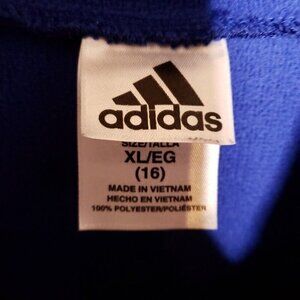 adidas
SIZE/TALLA
XL/EG
(16)
MADE IN VIETNAM
HECHO EN VIETNAM
100% POLYESTER/POLIÉSTER